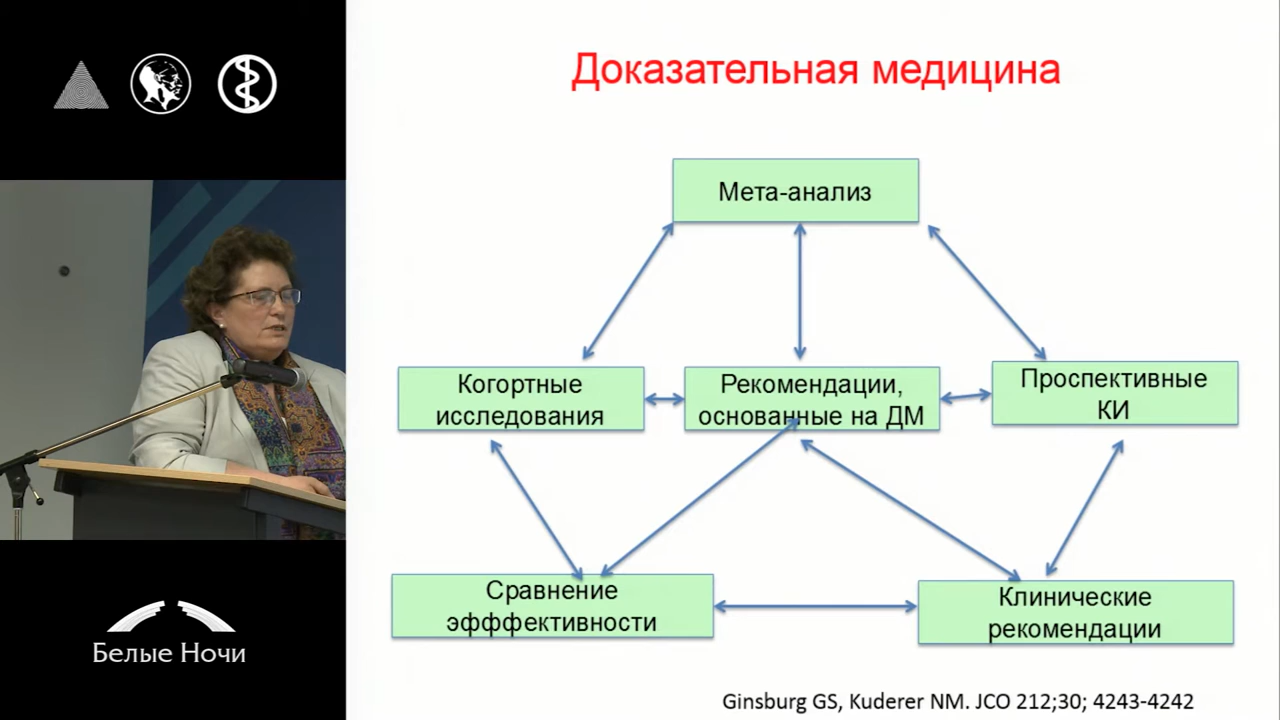 Доказательная медицина
Мета-анализ
Когортные
исследования
Рекомендации,
основанные на ДМ
Проспективные
КИ
Сравнение
эфффективности
Клинические
рекомендации
Ginsburg GS, Kuderer NM. JCO 212;30; 4243-4242
Белые Ночи